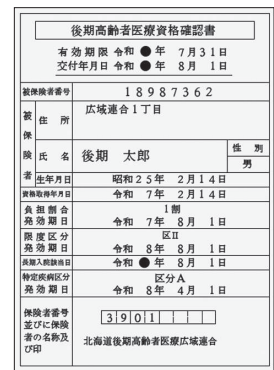 後期高齢者医療資格確認書
有効期限 令和 ● 年 7月31日
交付年月日 令和 ● 年 8月 1日
被保険者番号 18987362
被保険者
住所 広域連合1丁目
氏名 後期 太郎
性別 男
生年月日 昭和25年 2月14日
資格取得年月日 令和 7年 2月14日
負担割合 1割
発効期日 令和 7年 8月 1日
限度区分 区Ⅱ
発効期日 令和 8年 8月 1日
長期入院該当日 令和 ● 年 8月 1日
特定疾病区分 区分A
発効期日 令和 8年 4月 1日
保険者番号並びに保険者の名称及び印
3901
北海道後期高齢者医療広域連合